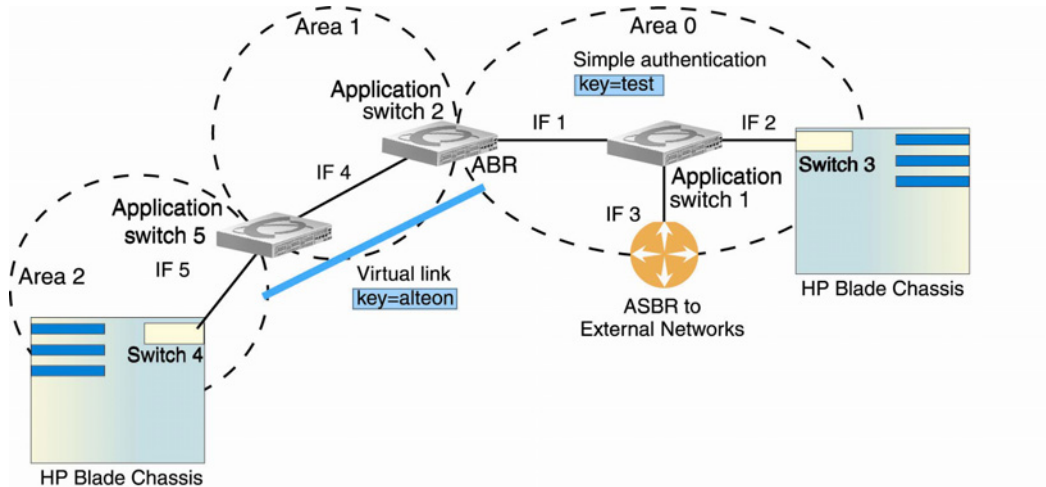 Area 1
Area 0
Simple authentication
key=test
Application
switch 2
IF 1
IF 2
ABR
Switch 3
IF 4
Application
switch 1
Application
switch 5
IF 3
IF 5
Area 2
Virtual link
key=alteon
HP Blade Chassis
ASBR to
External Networks
Switch 4
HP Blade Chassis